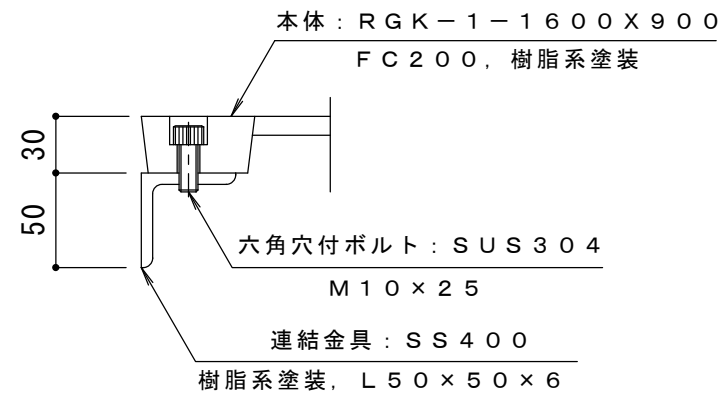 本体：ＲＧＫ－１－１６００Ｘ９００
ＦＣ２００，樹脂系塗装
30
50
六角穴付ボルト：ＳＵＳ３０４
Ｍ１０×２５
連結金具：ＳＳ４００
樹脂系塗装，Ｌ５０×５０×６